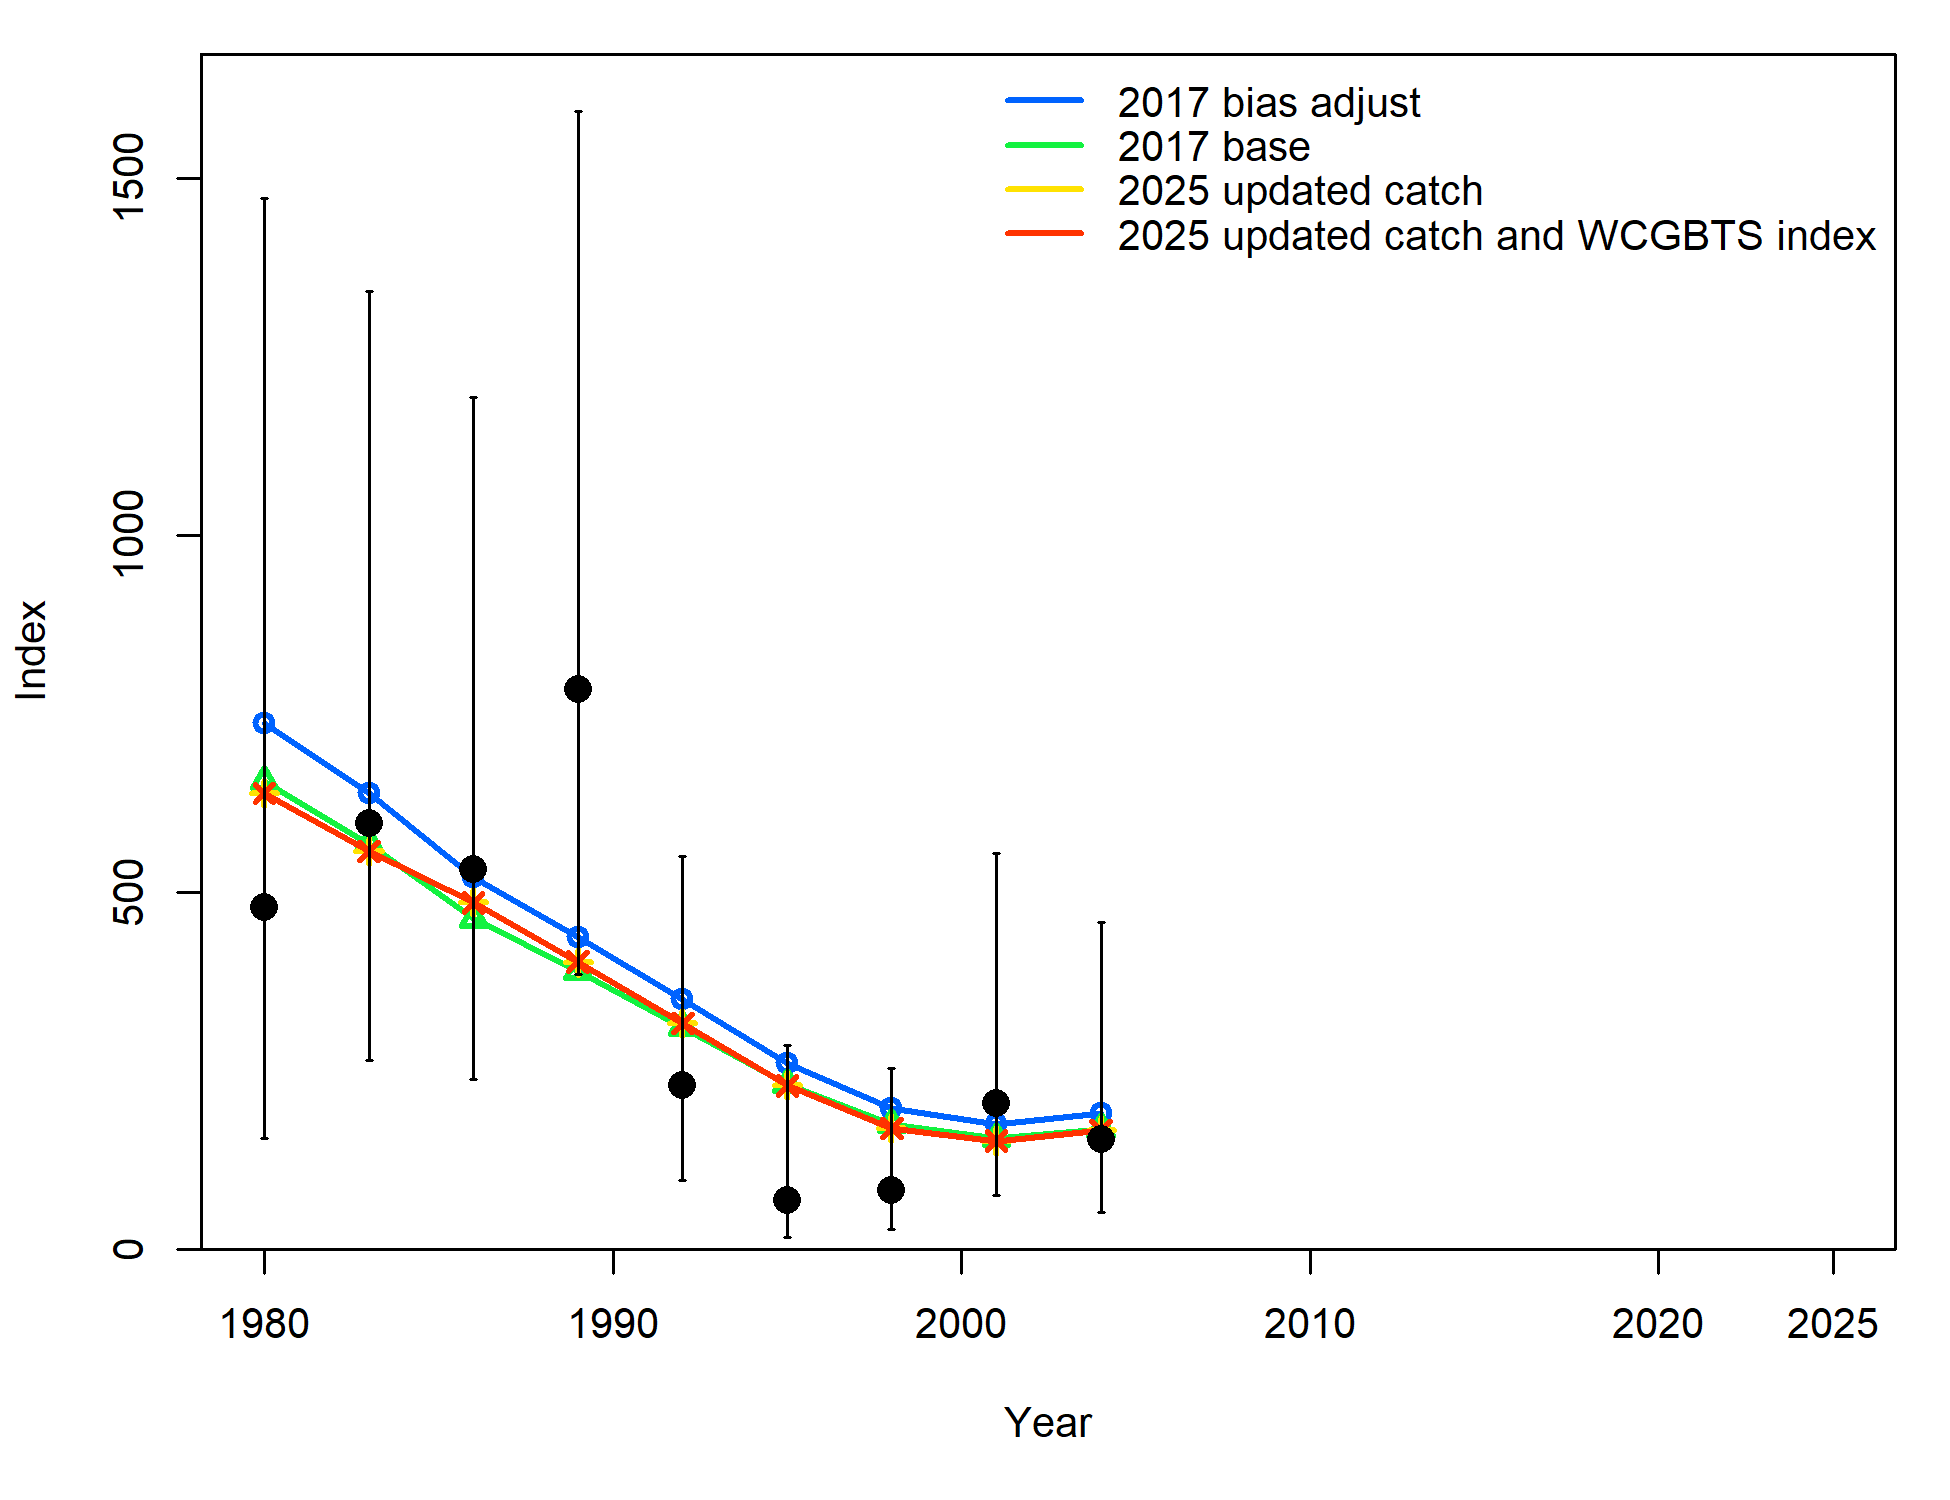 2017 bias adjust
2017 base
2025 updated catch
2025 updated catch and WCGBTS index
1500
1000
500
0
Index
1980 1990 2000 2010 2020 2025
Year